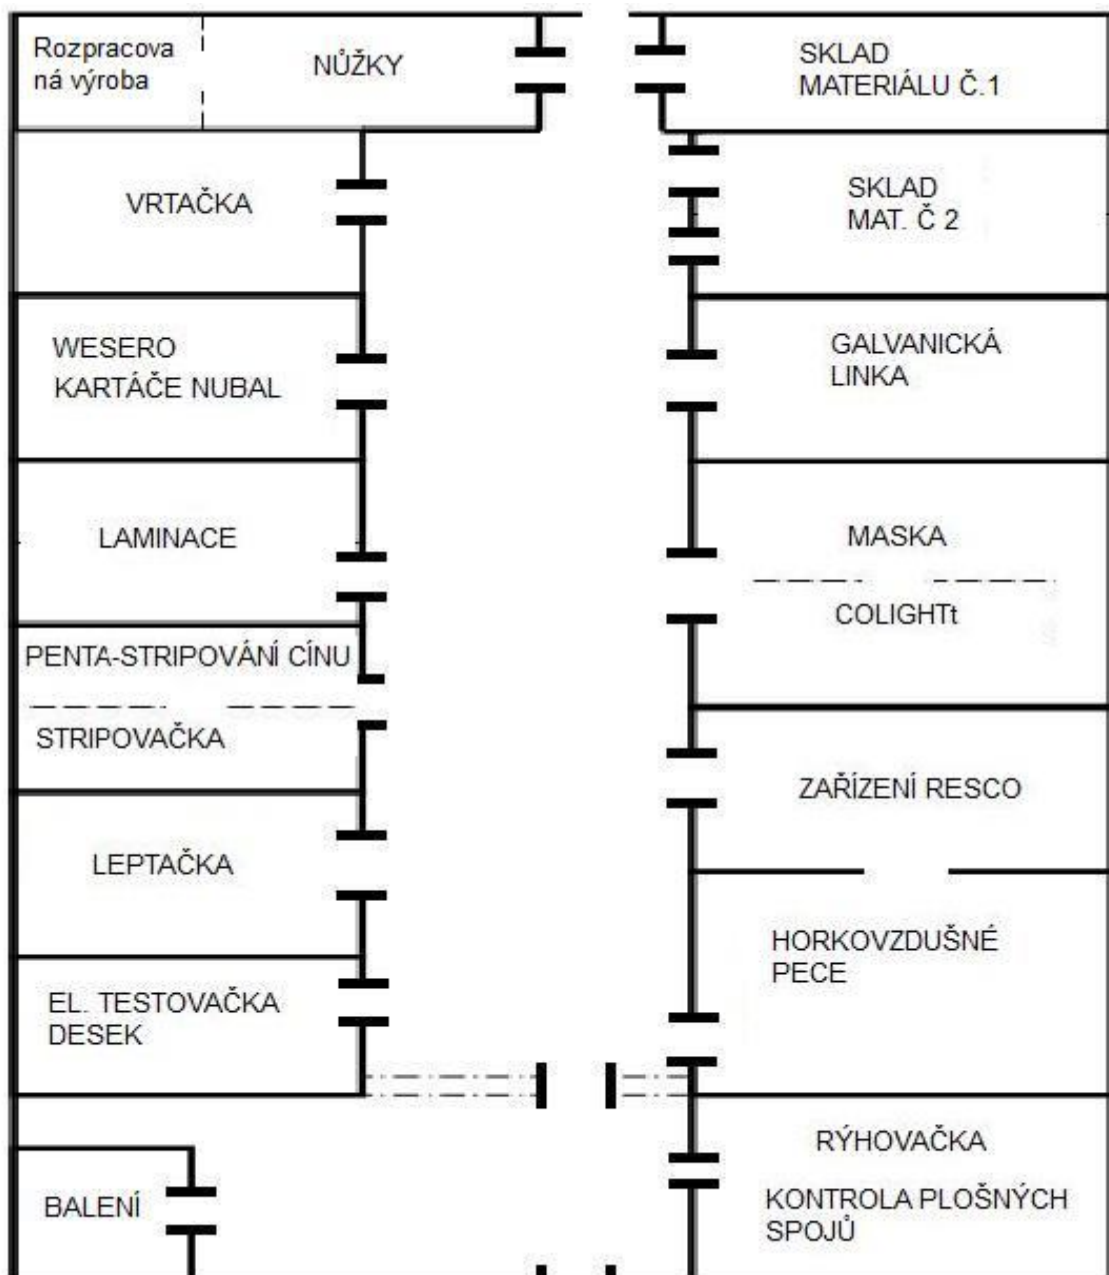 Rozpracova
ná výroba
NŮŽKY
SKLAD
MATERIÁLU Č.1
VRTAČKA
SKLAD
MAT. Č 2
WESERO
KARTÁČE NUBAL
GALVANICKÁ
LINKA
LAMINACE
MASKA
COLIGHTt
PENTA-STRIPOVÁNÍ CÍNU
STRIPOVAČKA
ZAŘÍZENÍ RESCO
LEPTAČKA
HORKOVZDUŠNÉ
PECE
EL. TESTOVAČKA
DESEK
RÝHOVAČKA
BALENÍ
KONTROLA PLOŠNÝCH
SPOJŮ